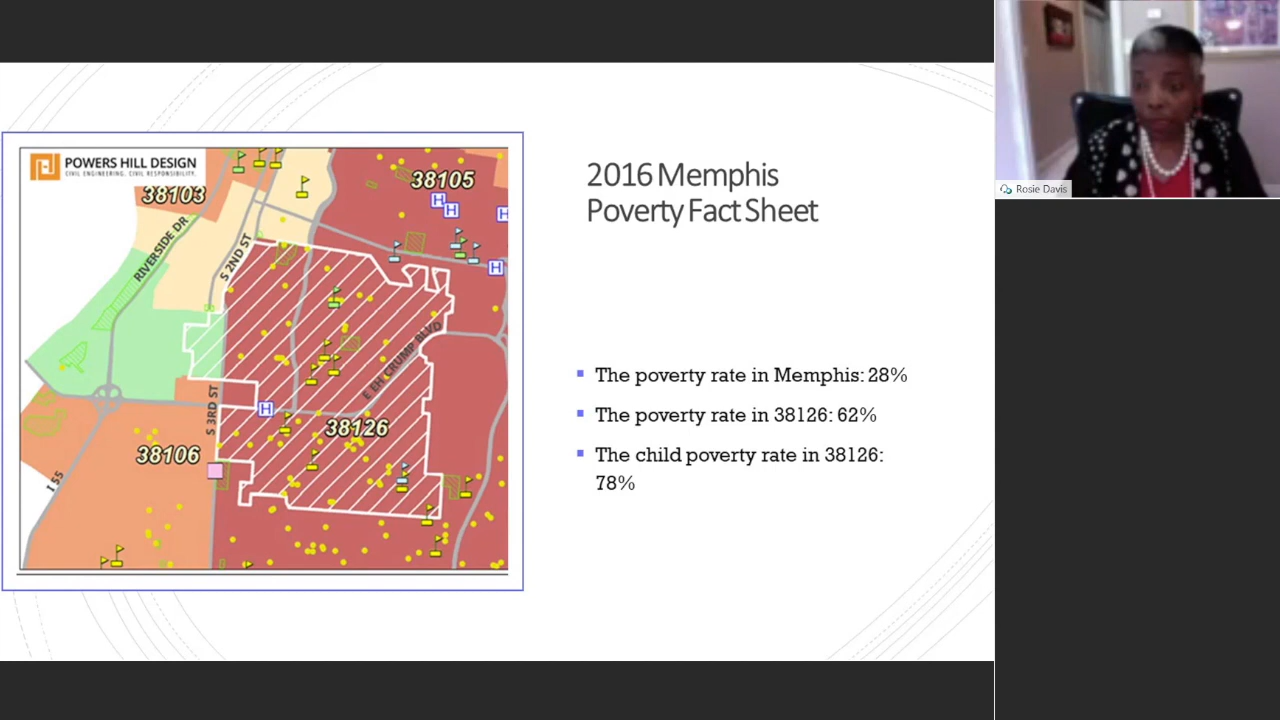 POWERS HILL DESIGN
CIVIL ENGINEERING. CIVIL RESPONSIBILITY.
38103
38105
RIVERSIDE DR
S 2ND ST
H
H
H
H
E EH CRUMP BLVD
S 3RD ST
H
38126
38106
I 55
2016 Memphis
Poverty Fact Sheet
The poverty rate in Memphis: 28%
The poverty rate in 38126: 62%
The child poverty rate in 38126:
78%
Rosie Davis